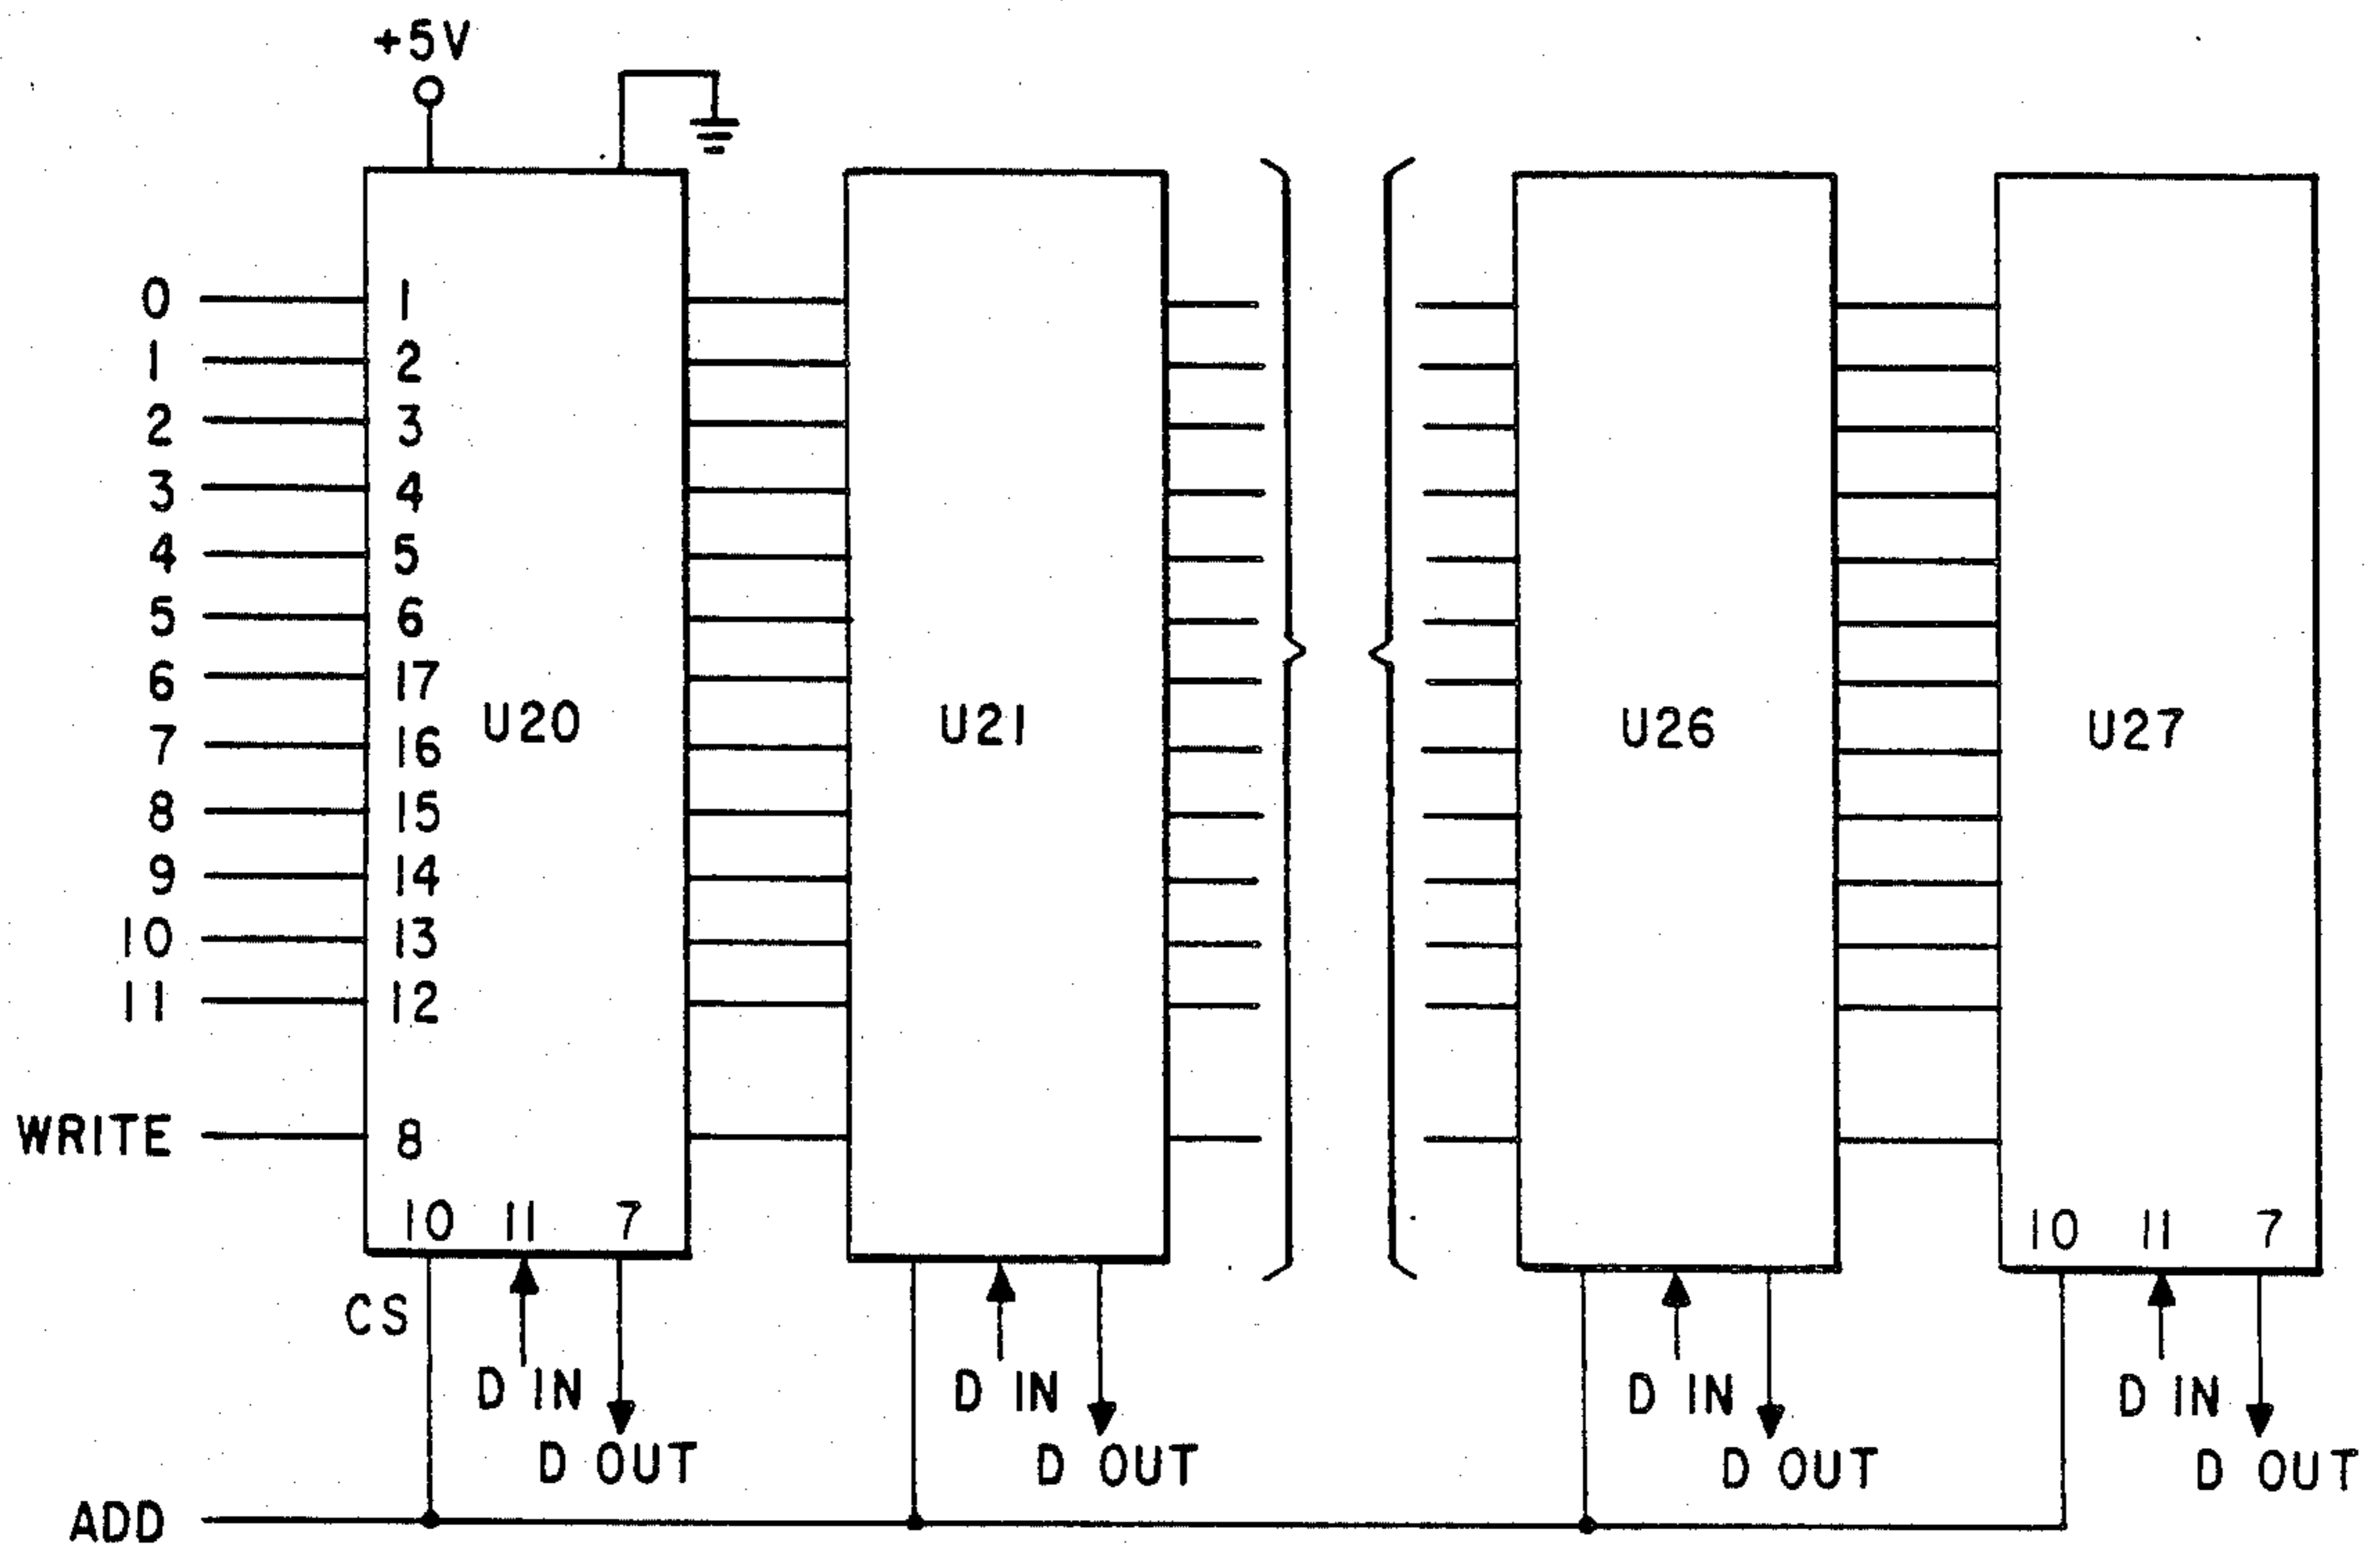 +5V
0 1
1 2
2 3
3 4
4 5
5 6
6 17
7 16
8 15
9 14
10 13
11 12
U20 U21 U26 U27
WRITE 8
10 11 7 10 11 7
CS
D IN D IN D IN D IN
D OUT D OUT D OUT D OUT
ADD